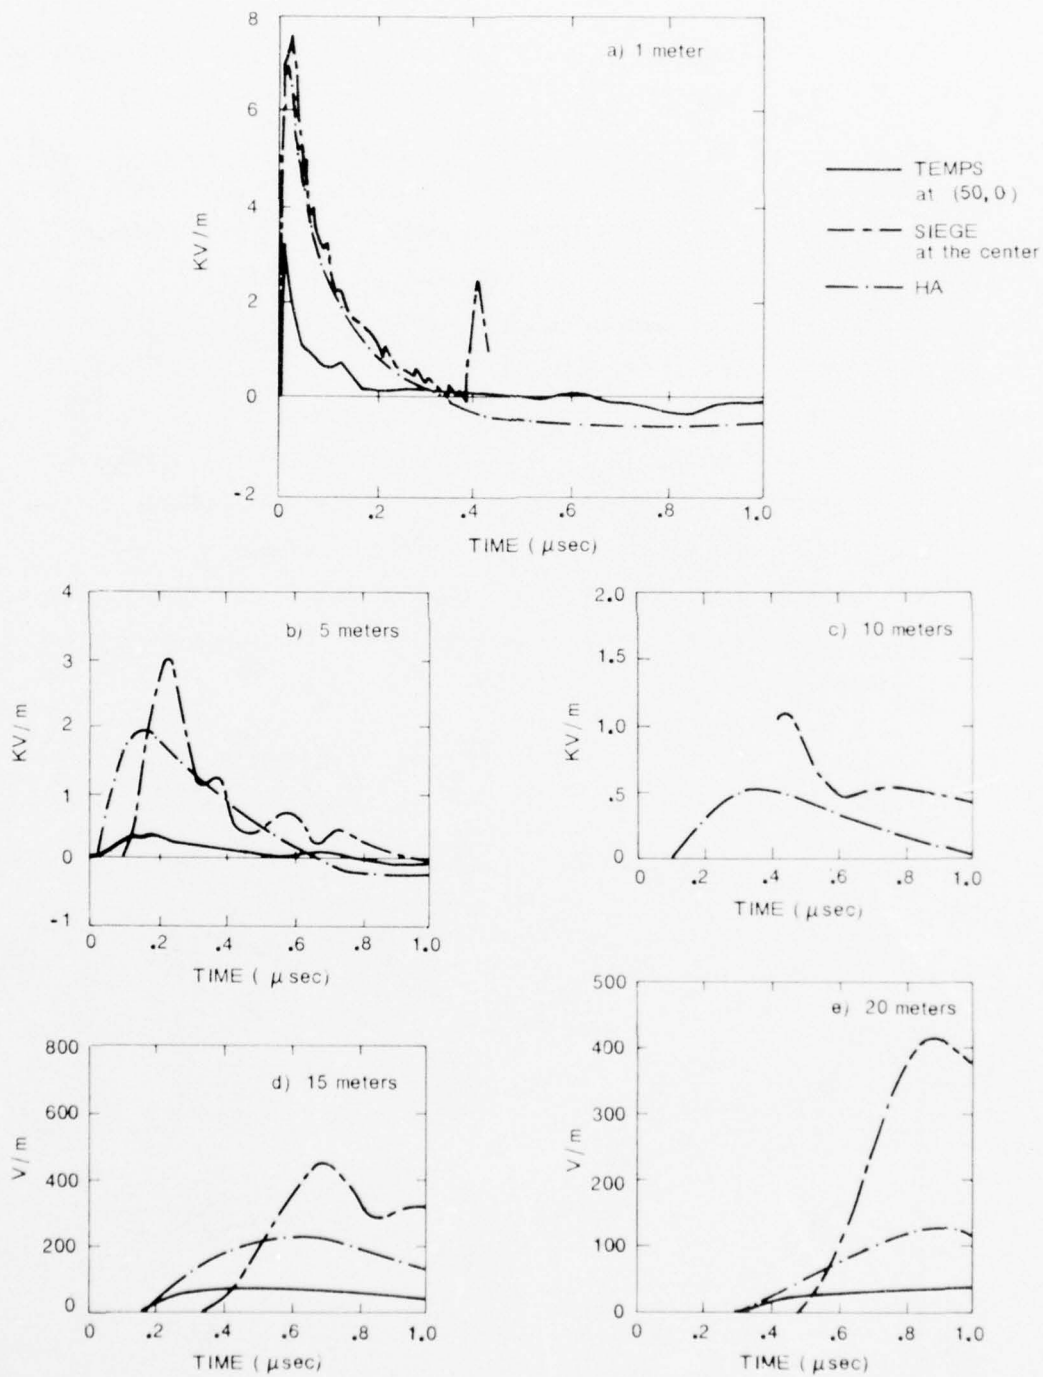 a) 1 meter
8
6
4
2
0
-2
KV/m
0 .2 .4 .6 .8 1.0
TIME ( μsec)
TEMPS
at (50,0)
SIEGE
at the center
HA
b) 5 meters
4
3
2
1
0
-1
KV/m
0 .2 .4 .6 .8 1.0
TIME ( μ sec)
c) 10 meters
2.0
1.5
1.0
.5
0
KV/m
0 .2 .4 .6 .8 1.0
TIME (μsec)
d) 15 meters
800
600
400
200
0
V/m
0 .2 .4 .6 .8 1.0
TIME (μsec)
e) 20 meters
500
400
300
200
100
0
V/m
0 .2 .4 .6 .8 1.0
TIME (μsec)